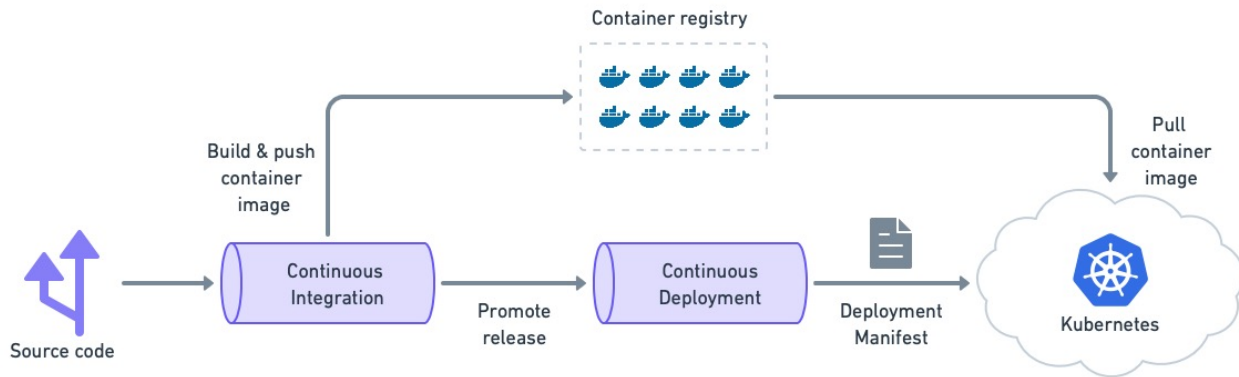 Container registry
Build & push
container
image
Pull
container
image
Continuous
Integration
Continuous
Deployment
Promote
release
Deployment
Manifest
Kubernetes
Source code